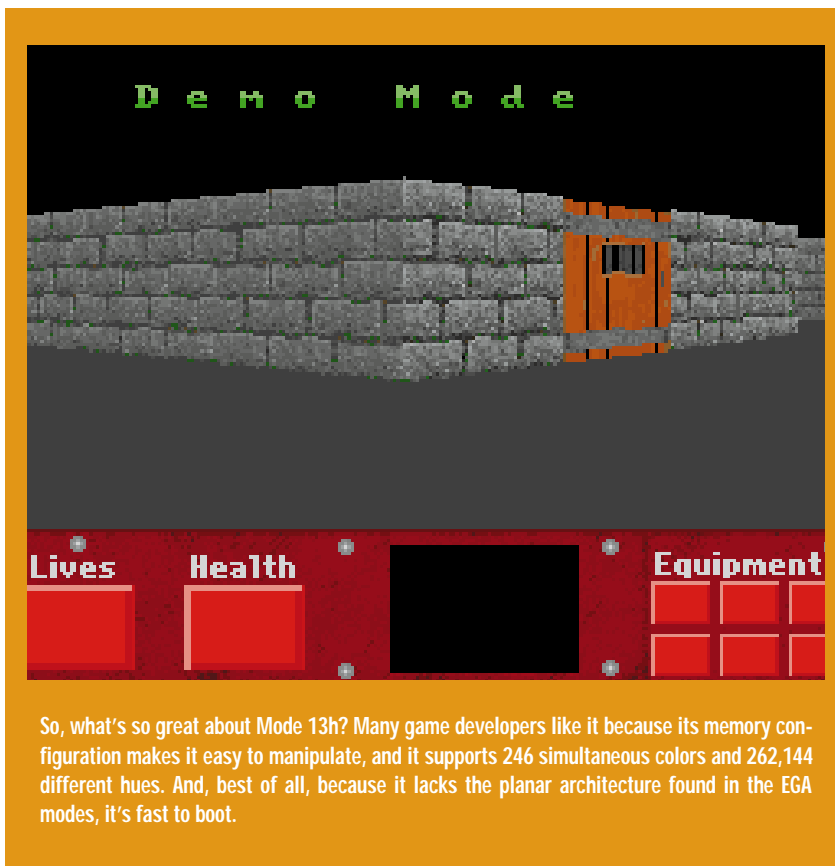 Demo Mode
Lives Health Equipment
So, what's so great about Mode 13h? Many game developers like it because its memory con-
figuration makes it easy to manipulate, and it supports 246 simultaneous colors and 262,144
different hues. And, best of all, because it lacks the planar architecture found in the EGA
modes, it's fast to boot.